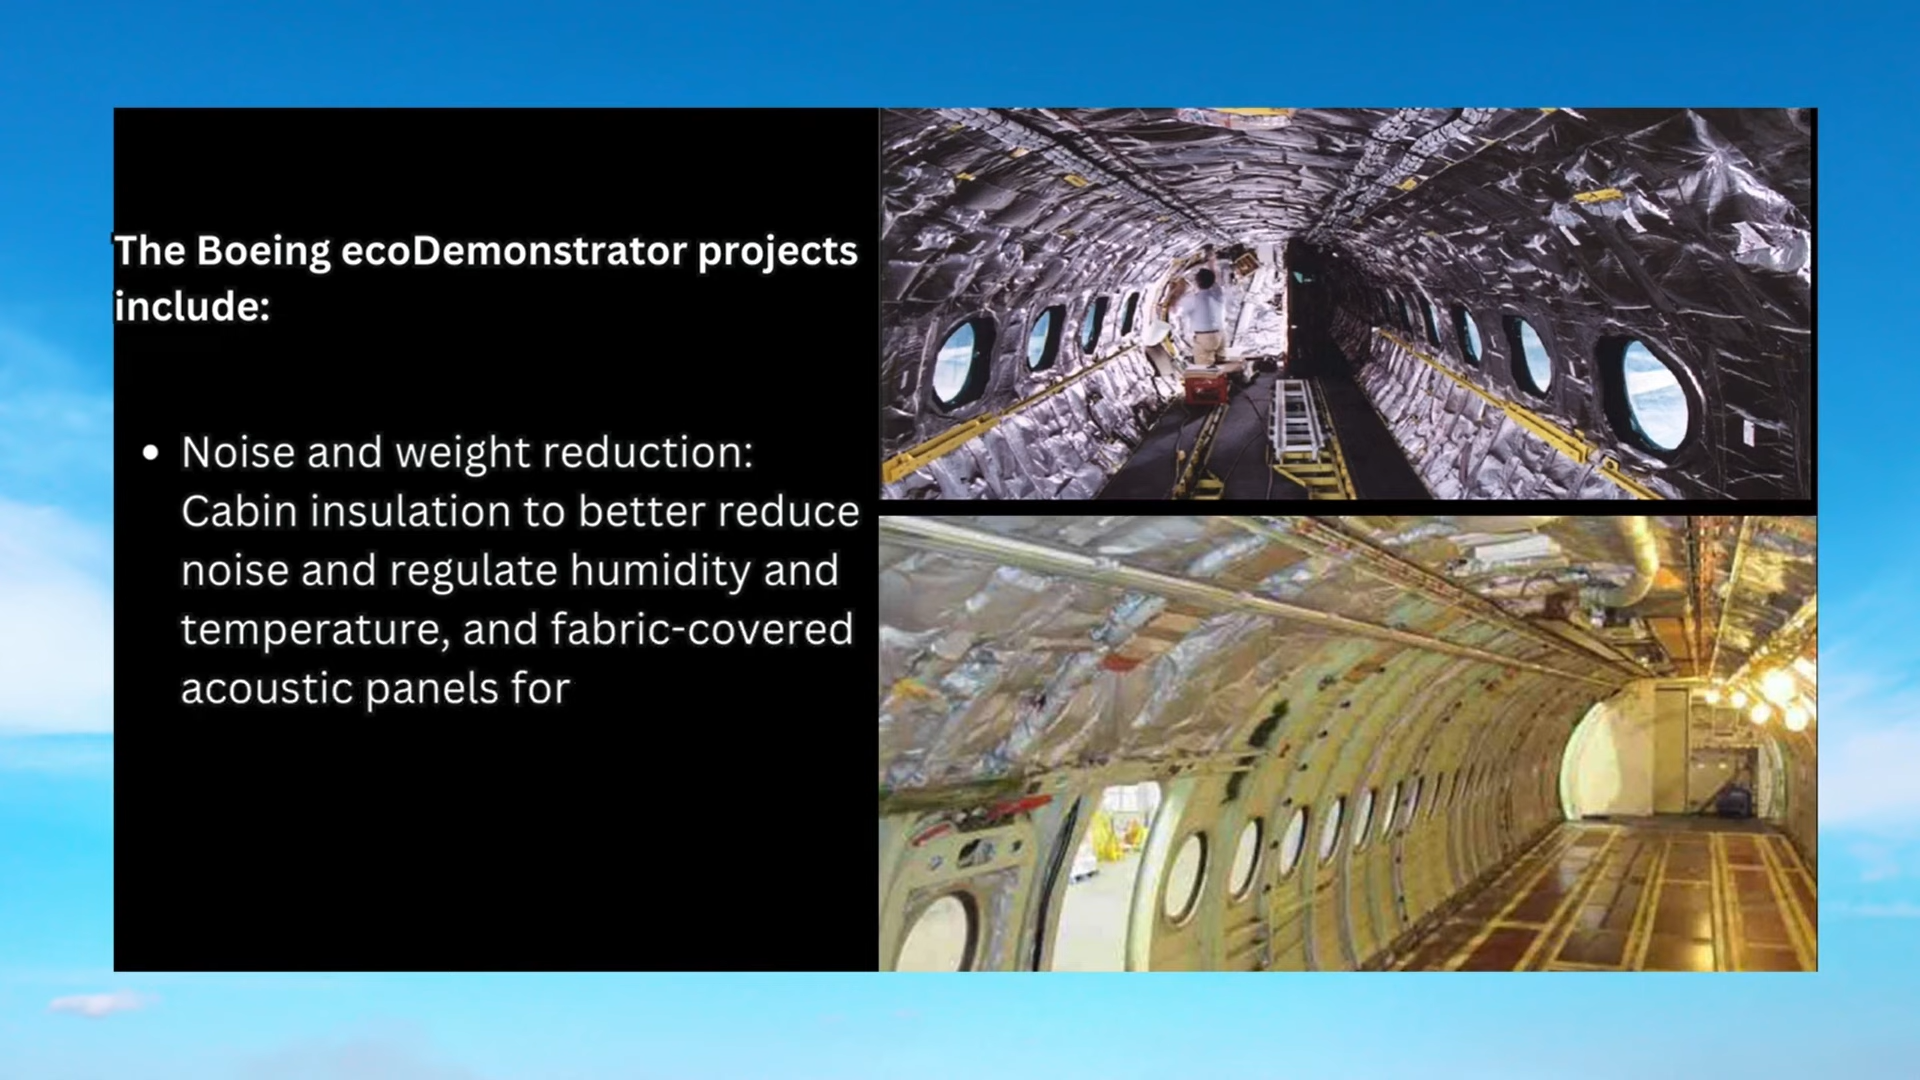 The Boeing ecoDemonstrator projects
include:
• Noise and weight reduction:
Cabin insulation to better reduce
noise and regulate humidity and
temperature, and fabric-covered
acoustic panels for